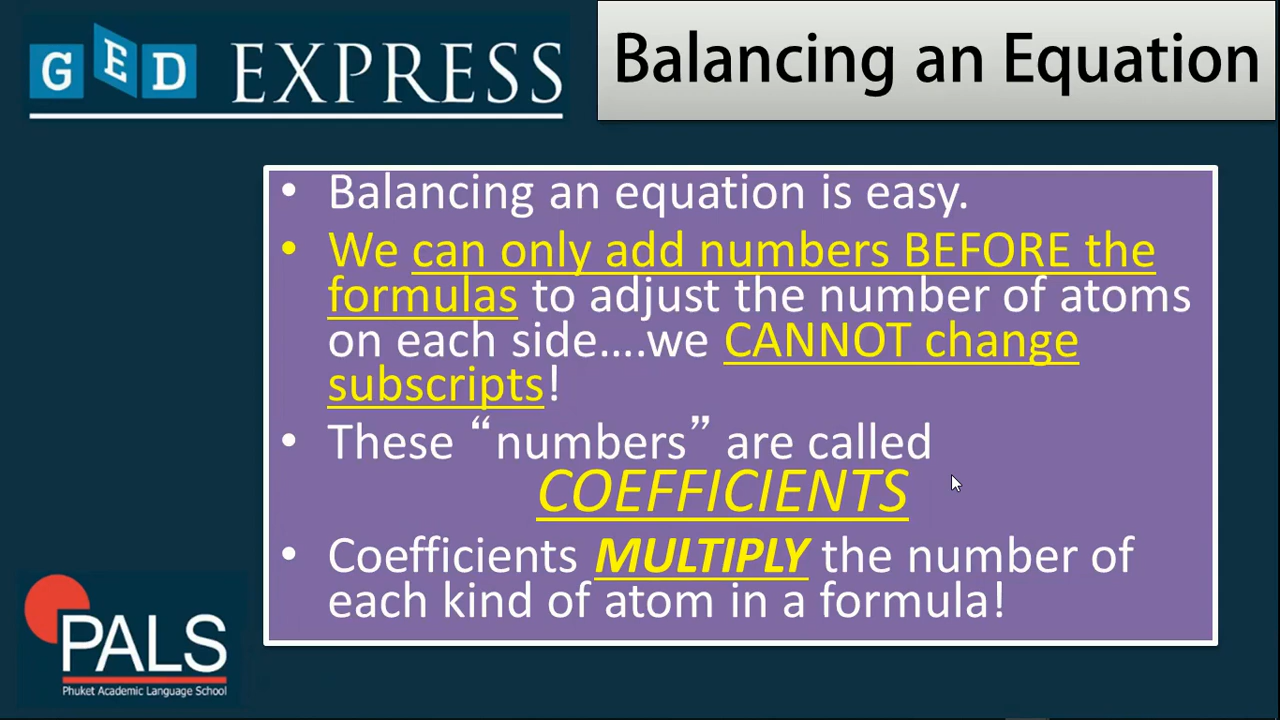 GED EXPRESS
Balancing an Equation
• Balancing an equation is easy.
• We can only add numbers BEFORE the
formulas to adjust the number of atoms
on each side....we CANNOT change
subscripts!
• These “numbers” are called
COEFFICIENTS
• Coefficients MULTIPLY the number of
each kind of atom in a formula!
PALS
Phuket Academic Language School